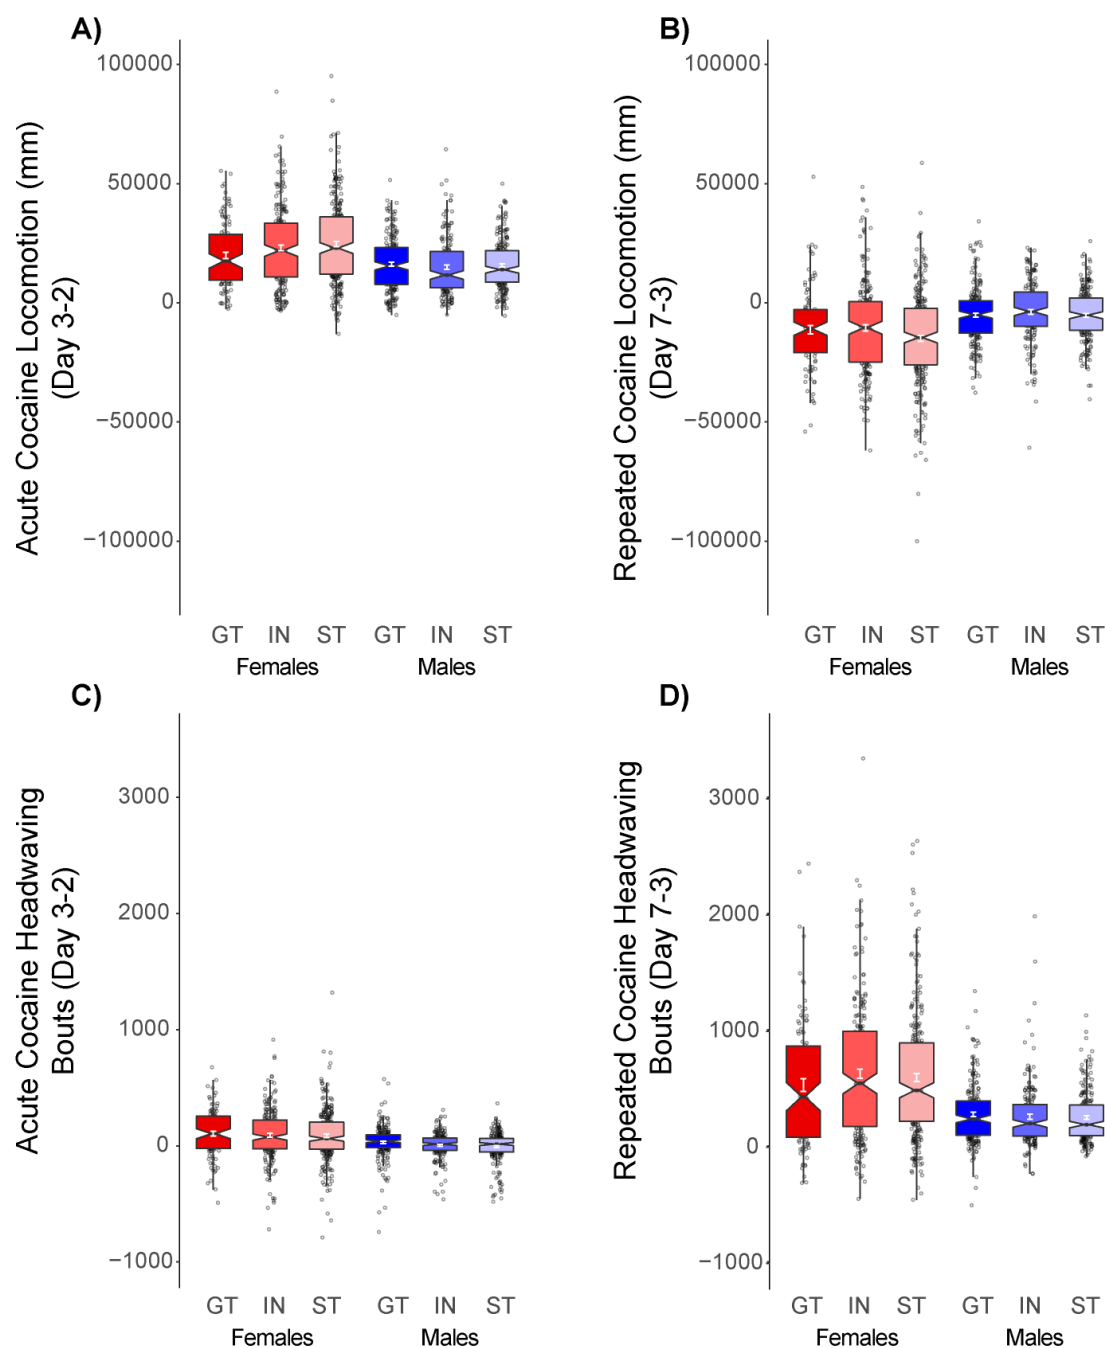 A)
Acute Cocaine Locomotion (mm)
(Day 3-2)
100000
50000
0
−50000
−100000
GT IN ST GT IN ST
Females Males
B)
Repeated Cocaine Locomotion (mm)
(Day 7-3)
100000
50000
0
−50000
−100000
GT IN ST GT IN ST
Females Males
C)
Acute Cocaine Headwaving
Bouts (Day 3-2)
3000
2000
1000
0
−1000
GT IN ST GT IN ST
Females Males
D)
Repeated Cocaine Headwaving
Bouts (Day 7-3)
3000
2000
1000
0
−1000
GT IN ST GT IN ST
Females Males